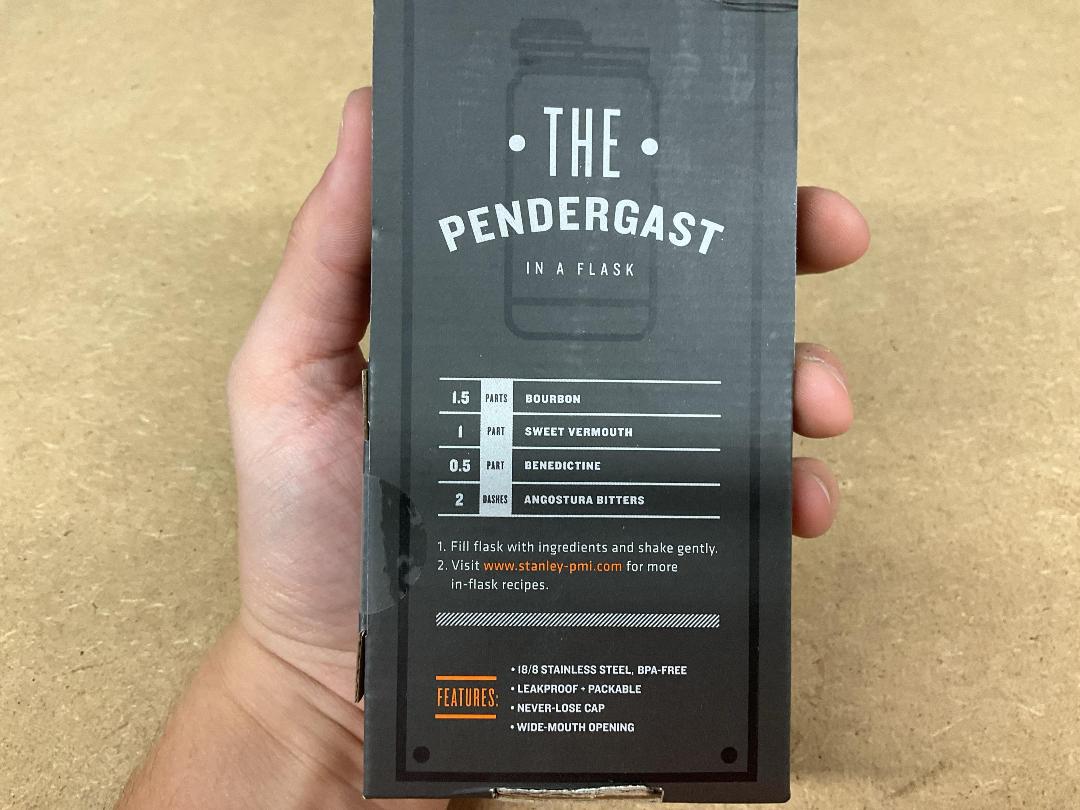 • THE •
PENDERGAST
IN A FLASK
1.5 PARTS BOURBON
1 PART SWEET VERMOUTH
0.5 PART BENEDICTINE
2 DASHES ANGOSTURA BITTERS
1. Fill flask with ingredients and shake gently.
2. Visit www.stanley-pmi.com for more
in-flask recipes.
FEATURES:
• 18/8 STAINLESS STEEL, BPA-FREE
• LEAKPROOF + PACKABLE
• NEVER-LOSE CAP
• WIDE-MOUTH OPENING